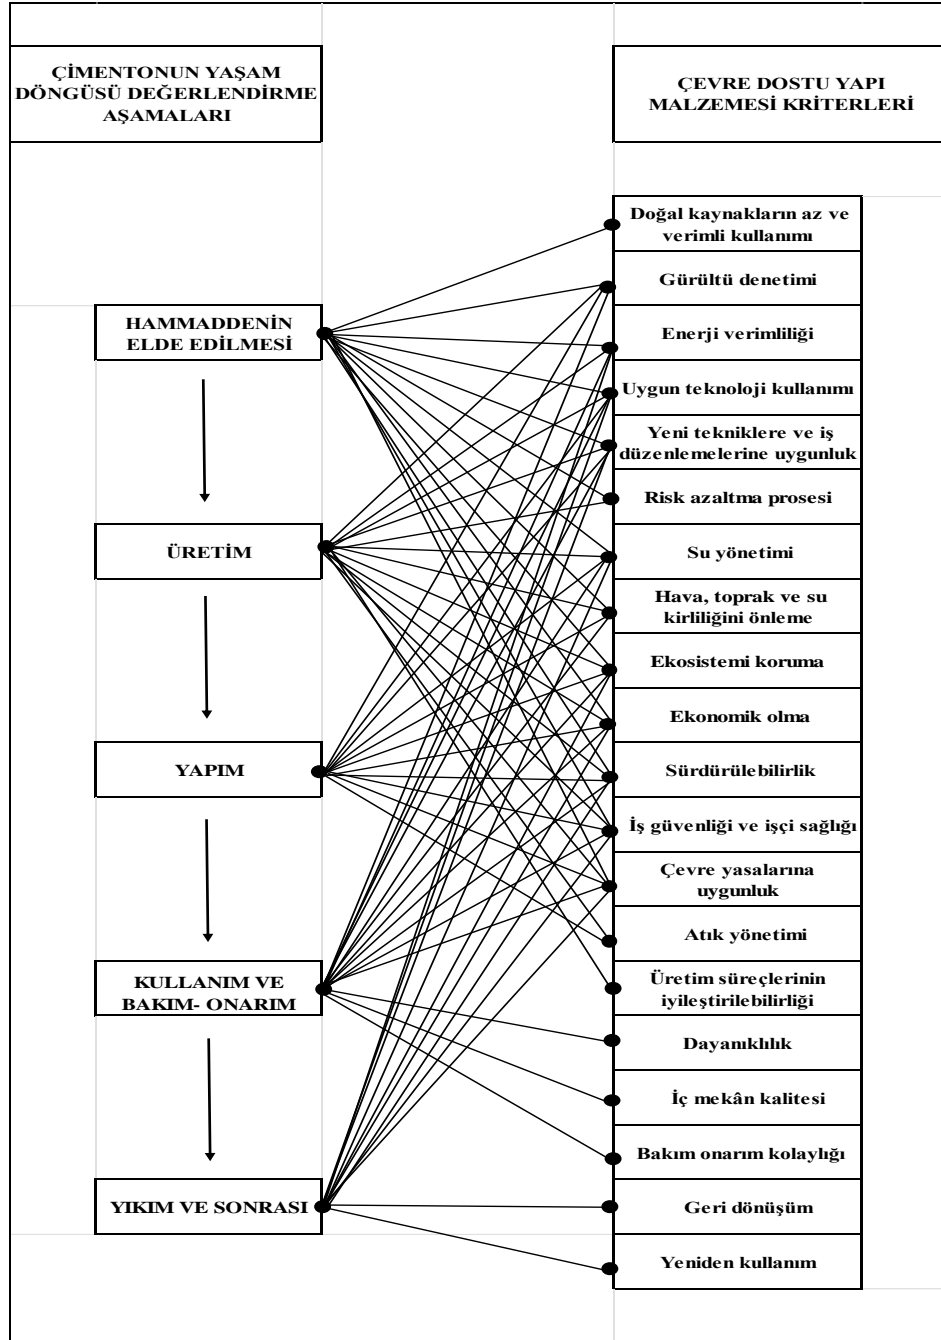 ÇİMENTONUN YAŞAM
DÖNGÜSÜ DEĞERLENDİRME
AŞAMALARI
ÇEVRE DOSTU YAPI
MALZEMESİ KRİTERLERİ
HAMMADDENİN
ELDE EDİLMESİ
ÜRETİM
YAPIM
KULLANIM VE
BAKIM- ONARIM
YIKIM VE SONRASI
Doğal kaynakların az ve
verimli kullanımı
Gürültü denetimi
Enerji verimliliği
Uygun teknoloji kullanımı
Yeni tekniklere ve iş
düzenlemelerine uygunluk
Risk azaltma prosesi
Su yönetimi
Hava, toprak ve su
kirliliğini önleme
Ekosistemi koruma
Ekonomik olma
Sürdürülebilirlik
İş güvenliği ve işçi sağlığı
Çevre yasalarına
uygunluk
Atık yönetimi
Üretim süreçlerinin
iyileştirilebilirliği
Dayanıklılık
İç mekân kalitesi
Bakım onarım kolaylığı
Geri dönüşüm
Yeniden kullanım